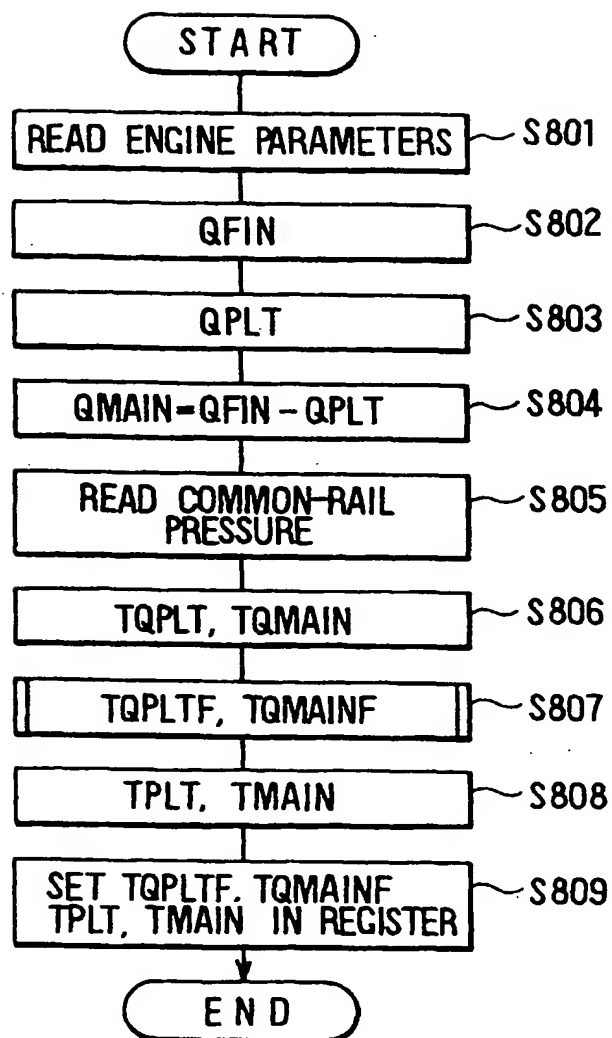 START
READ ENGINE PARAMETERS
S801
QFIN
S802
QPLT
S803
QMAIN=QFIN-QPLT
S804
READ COMMON-RAIL
PRESSURE
S805
TQPLT, TQMAIN
S806
TQPLTF, TQMAINF
S807
TPLT, TMAIN
S808
SET TQPLTF, TQMAINF
TPLT, TMAIN IN REGISTER
S809
END